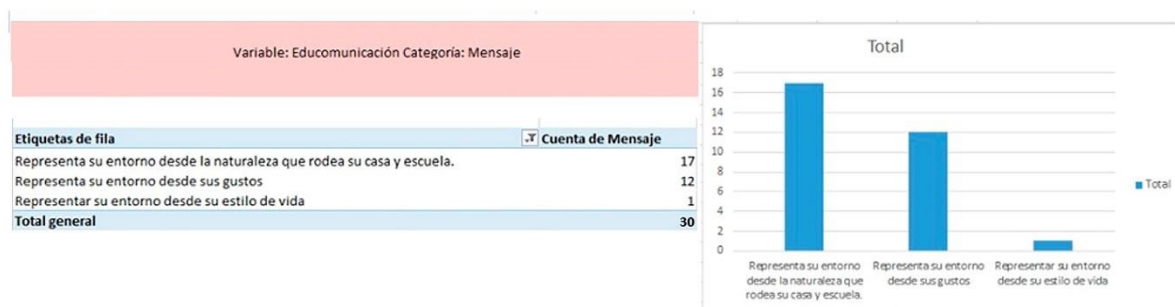 Variable: Educomunicación Categoría: Mensaje
Etiquetas de fila Cuenta de Mensaje
Representa su entorno desde la naturaleza que rodea su casa y escuela. 17
Representa su entorno desde sus gustos 12
Representar su entorno desde su estilo de vida 1
Total general 30
Total
18
16
14
12
10
8
6
4
2
0
Representa su entorno
desde la naturaleza que
rodea su casa y escuela.
Representa su entorno
desde sus gustos
Representar su entorno
desde su estilo de vida
Total